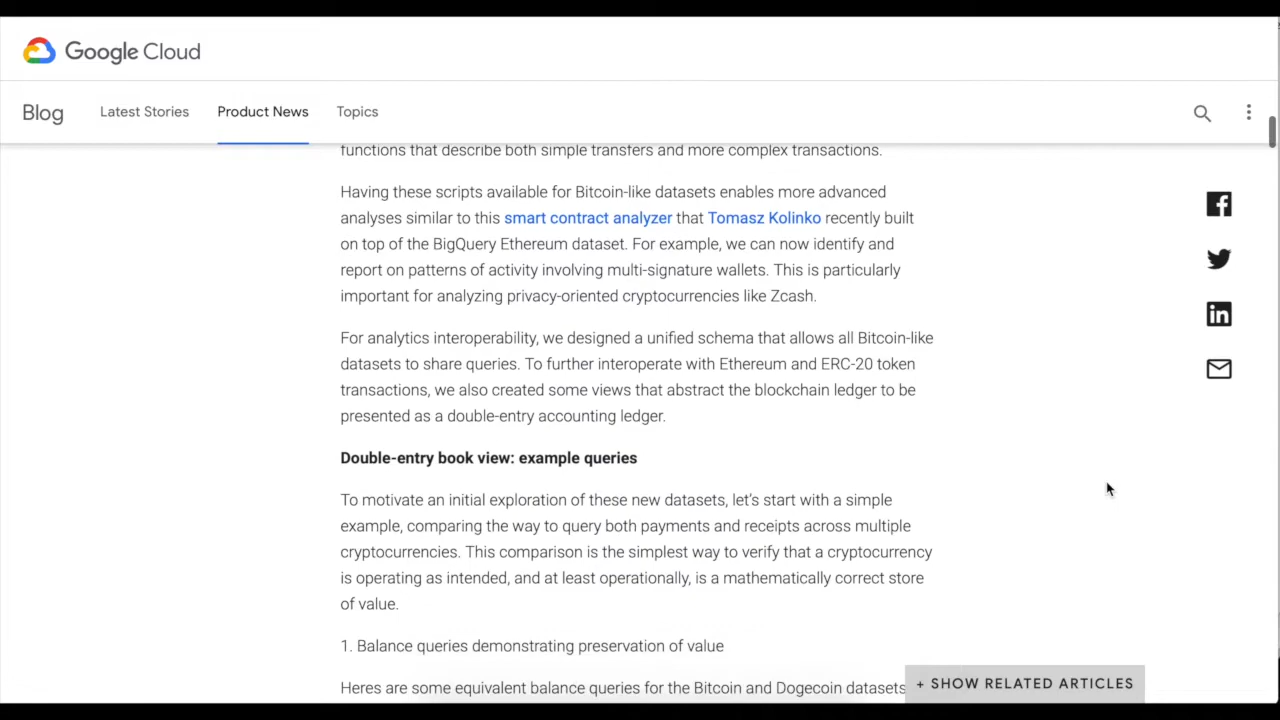 Google Cloud
Blog Latest Stories Product News Topics
functions that describe both simple transfers and more complex transactions.
Having these scripts available for Bitcoin-like datasets enables more advanced
analyses similar to this smart contract analyzer that Tomasz Kolinko recently built
on top of the BigQuery Ethereum dataset. For example, we can now identify and
report on patterns of activity involving multi-signature wallets. This is particularly
important for analyzing privacy-oriented cryptocurrencies like Zcash.
For analytics interoperability, we designed a unified schema that allows all Bitcoin-like
datasets to share queries. To further interoperate with Ethereum and ERC-20 token
transactions, we also created some views that abstract the blockchain ledger to be
presented as a double-entry accounting ledger.
Double-entry book view: example queries
To motivate an initial exploration of these new datasets, let’s start with a simple
example, comparing the way to query both payments and receipts across multiple
cryptocurrencies. This comparison is the simplest way to verify that a cryptocurrency
is operating as intended, and at least operationally, is a mathematically correct store
of value.
1. Balance queries demonstrating preservation of value
Heres are some equivalent balance queries for the Bitcoin and Dogecoin datasets
+ SHOW RELATED ARTICLES